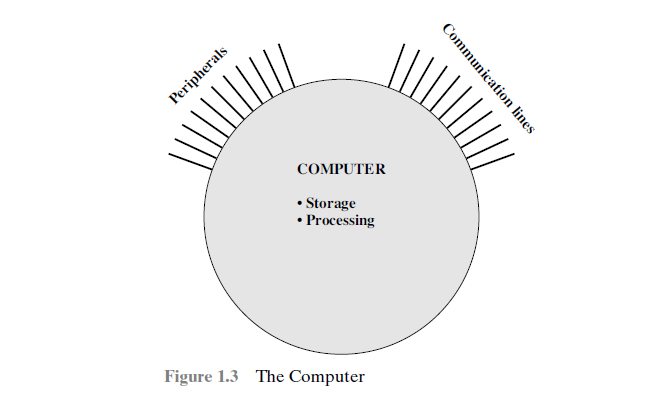 Peripherals
Communication lines
COMPUTER
• Storage
• Processing
Figure 1.3 The Computer